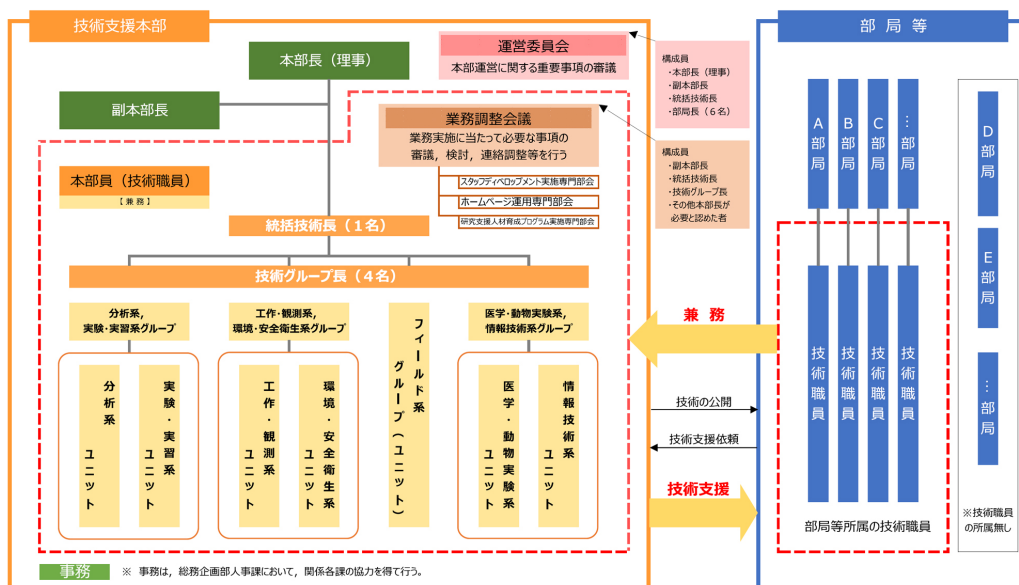 技術支援本部
本部長（理事）
副本部長
運営委員会
本部運営に関する重要事項の審議
構成員
・本部長（理事）
・副本部長
・統括技術長
・部局長（６名）
業務調整会議
業務実施に当たって必要な事項の
審議，検討，連絡調整等を行う
スタッフディベロップメント実施専門部会
ホームページ運用専門部会
研究支援人材育成プログラム実施専門部会
構成員
・副本部長
・統括技術長
・技術グループ長
・その他本部長が
必要と認めた者
本部員（技術職員）
【 兼 務 】
統括技術長（１名）
技術グループ長（４名）
分析系，
実験・実習系グループ
工作・観測系，
環境・安全衛生系グループ
フィールド系
グループ（ユニット）
医学・動物実験系，
情報技術系グループ
分析系
ユニット
実験・実習系
ユニット
工作・観測系
ユニット
環境・安全衛生系
ユニット
医学・動物実験系
ユニット
情報技術系
ユニット
事務
※ 事務は，総務企画部人事課において，関係各課の協力を得て行う。
兼 務
技術の公開
技術支援依頼
技術支援
部 局 等
A部局
B部局
C部局
…部局
技術職員
技術職員
技術職員
技術職員
部局等所属の技術職員
D部局
E部局
…部局
※技術職員
の所属無し